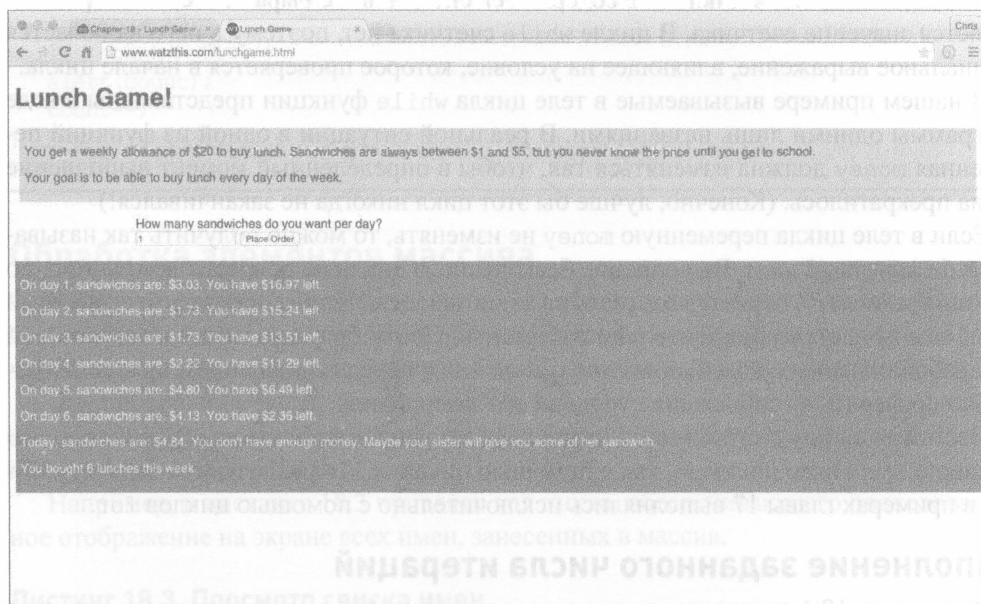 Chapter 18 - Lunch Game × Lunch Game ×
Chris
www.watzthis.com/lunchgame.html
Lunch Game!
You get a weekly allowance of $20 to buy lunch. Sandwiches are always between $1 and $5, but you never know the price until you get to school.
Your goal is to be able to buy lunch every day of the week.
How many sandwiches do you want per day?
1 Place Order
On day 1, sandwiches are: $3.03. You have $16.97 left.
On day 2, sandwiches are: $1.73. You have $15.24 left.
On day 3, sandwiches are: $1.73. You have $13.51 left.
On day 4, sandwiches are: $2.22. You have $11.29 left.
On day 5, sandwiches are: $4.80. You have $6.49 left.
On day 6, sandwiches are: $4.13. You have $2.36 left.
Today, sandwiches are: $4.84. You don't have enough money. Maybe your sister will give you some of her sandwich.
You bought 6 lunches this week.